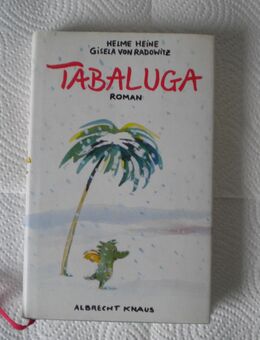 HELME HEINE
GISELA VON RADOWITZ
TABALUGA
ROMAN
ALBRECHT KNAUS